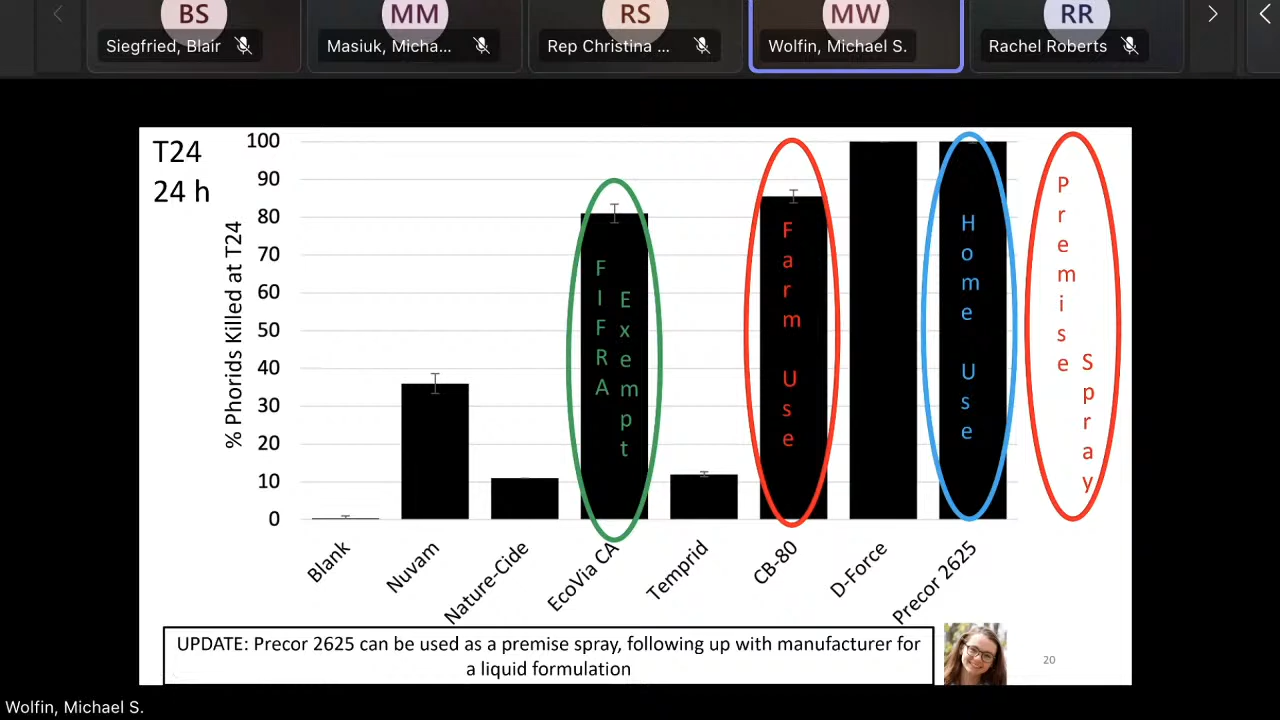 BS
MM
RS
MW
RR
Siegfried, Blair
Masiuk, Micha...
Rep Christina ...
Wolfin, Michael S.
Rachel Roberts
T24
24 h
% Phorids Killed at T24
100
90
80
70
60
50
40
30
20
10
0
FIFRA
Exempt
Farm Use
Home Use
Premise
Spray
Blank
Nuvam
Nature-Cide
EcoVia CA
Temprid
CB-80
D-Force
Precor 2625
UPDATE: Precor 2625 can be used as a premise spray, following up with manufacturer for
a liquid formulation
20
Wolfin, Michael S.